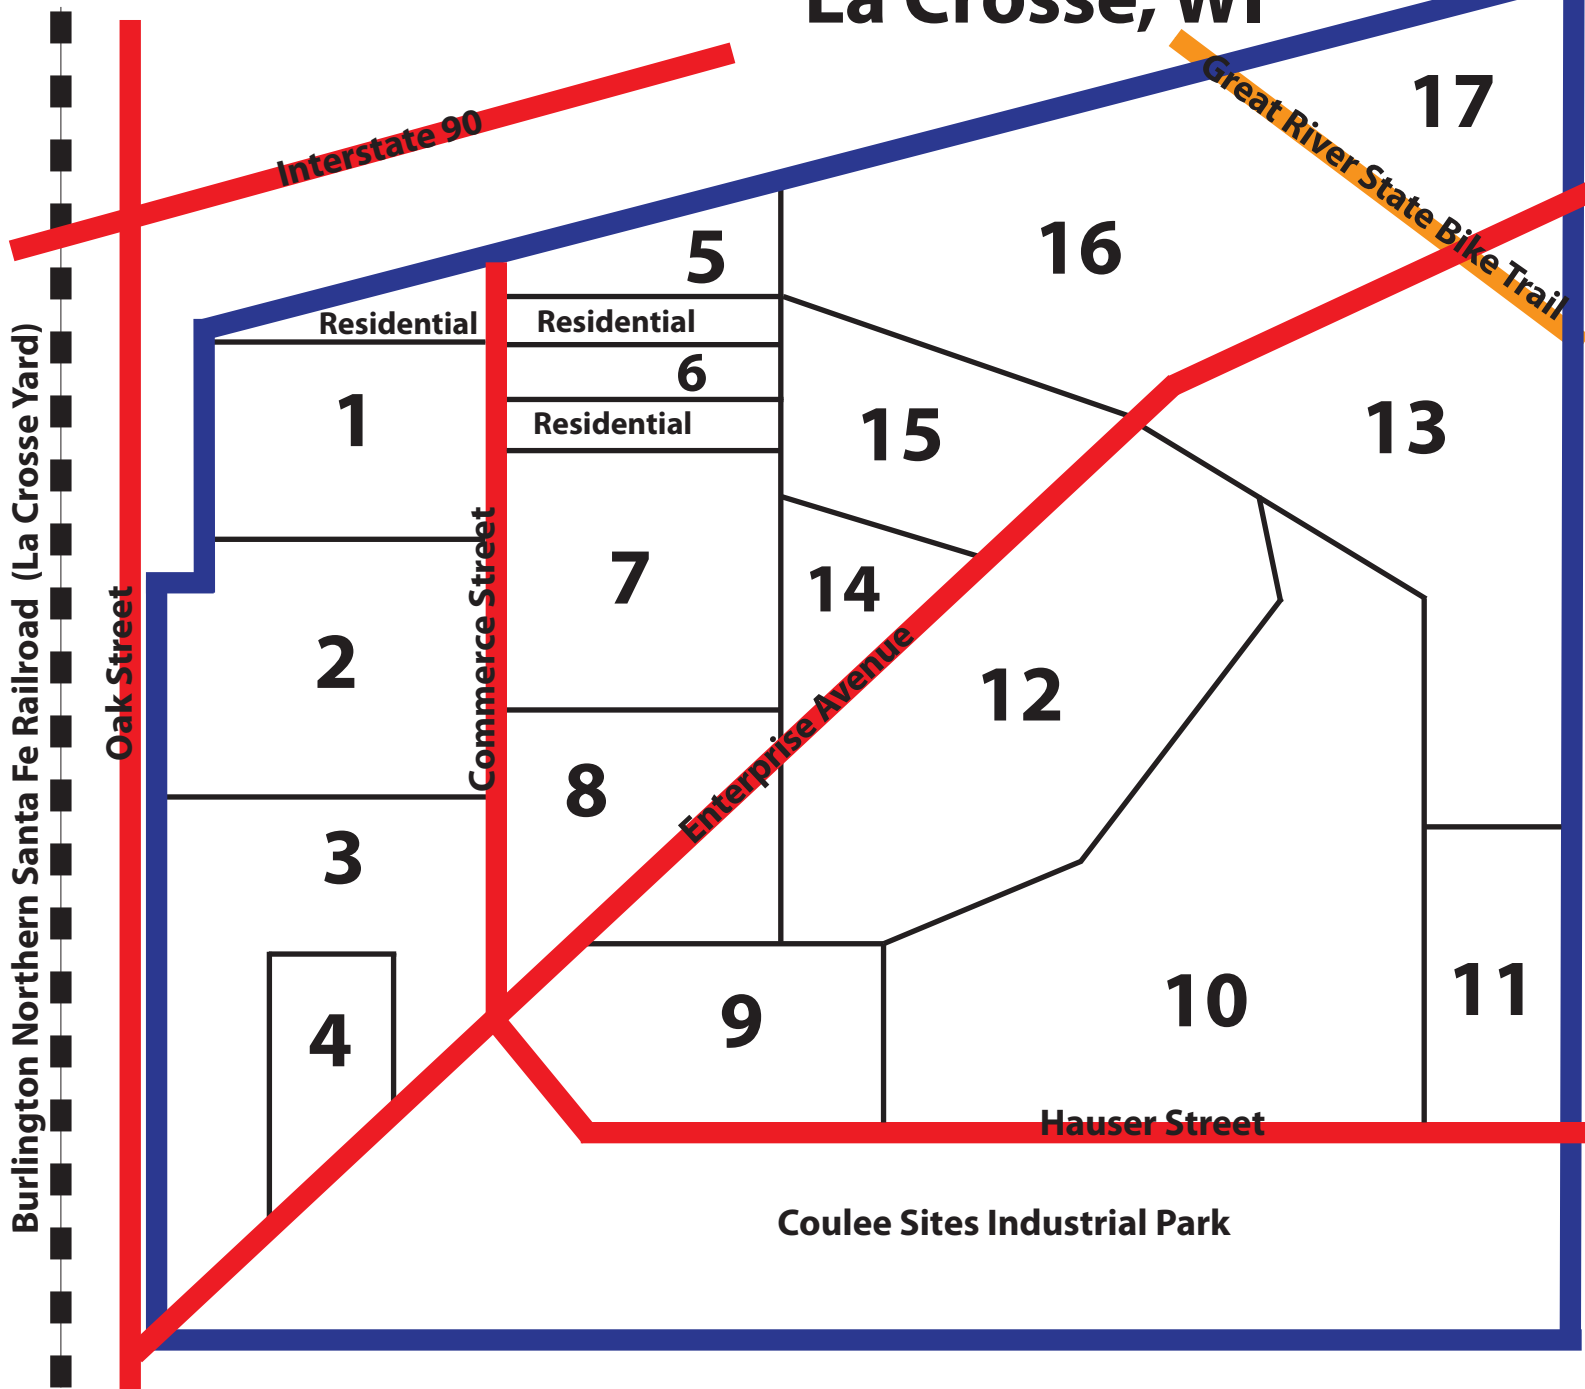 La Crosse, WI
Interstate 90
Great River State Bike Trail
17
16
5
Residential
Residential
6
Residential
1
15
13
7
14
2
12
8
3
4
9
10
11
Burlington Northern Santa Fe Railroad (La Crosse Yard)
Oak Street
Commerce Street
Enterprise Avenue
Hauser Street
Coulee Sites Industrial Park